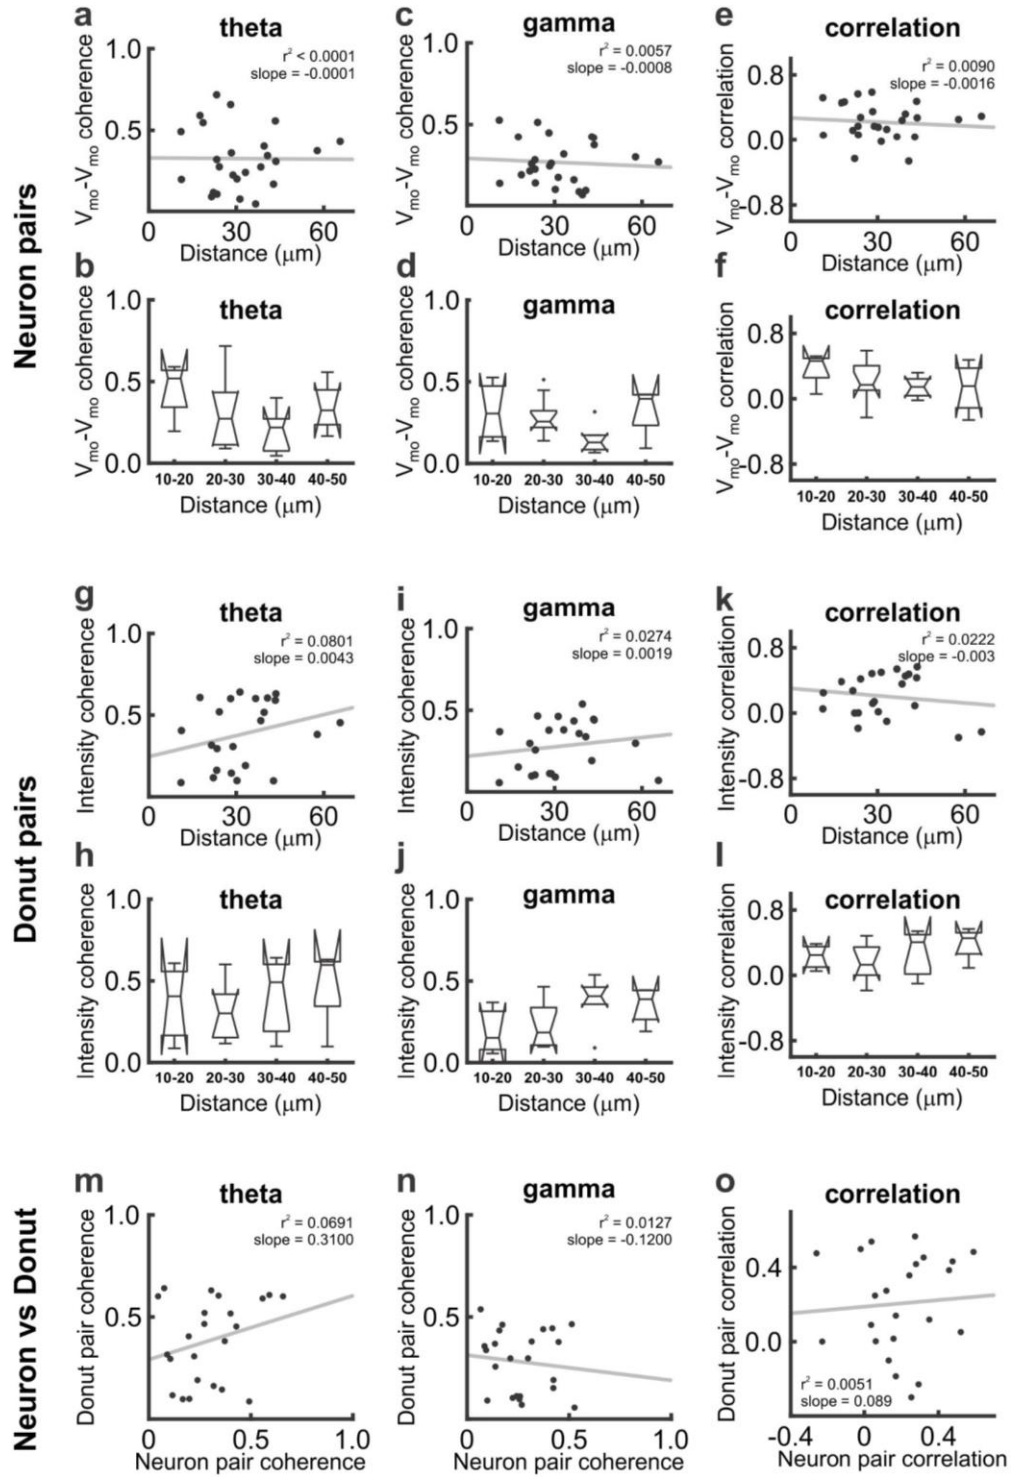 Neuron pairs
a
theta
r² < 0.0001
slope = -0.0001
Vmo-Vmo coherence
1.0
0.5
0
30
60
Distance (µm)
c
gamma
r² = 0.0057
slope = -0.0008
Vmo-Vmo coherence
1.0
0.5
0
30
60
Distance (µm)
e
correlation
r² = 0.0090
slope = -0.0016
Vmo-Vmo correlation
0.8
0.0
-0.8
0
30
60
Distance (µm)
b
theta
Vmo-Vmo coherence
1.0
0.5
0.0
10-20
20-30
30-40
40-50
Distance (µm)
d
gamma
Vmo-Vmo coherence
1.0
0.5
0.0
10-20
20-30
30-40
40-50
Distance (µm)
f
correlation
Vmo-Vmo correlation
0.8
0.0
-0.8
10-20
20-30
30-40
40-50
Distance (µm)
Donut pairs
g
theta
r² = 0.0801
slope = 0.0043
Intensity coherence
1.0
0.5
0
30
60
Distance (µm)
i
gamma
r² = 0.0274
slope = 0.0019
Intensity coherence
1.0
0.5
0
30
60
Distance (µm)
k
correlation
r² = 0.0222
slope = -0.003
Intensity correlation
0.8
0.0
-0.8
0
30
60
Distance (µm)
h
theta
Intensity coherence
1.0
0.5
0.0
10-20
20-30
30-40
40-50
Distance (µm)
j
gamma
Intensity coherence
1.0
0.5
0.0
10-20
20-30
30-40
40-50
Distance (µm)
l
correlation
Intensity correlation
0.8
0.0
-0.8
10-20
20-30
30-40
40-50
Distance (µm)
Neuron vs Donut
m
theta
r² = 0.0691
slope = 0.3100
Donut pair coherence
1.0
0.5
0
0.5
1.0
Neuron pair coherence
n
gamma
r² = 0.0127
slope = -0.1200
Donut pair coherence
1.0
0.5
0
0.5
1.0
Neuron pair coherence
o
correlation
Donut pair correlation
0.4
0.0
r² = 0.0051
slope = 0.089
-0.4
0
0.4
Neuron pair correlation